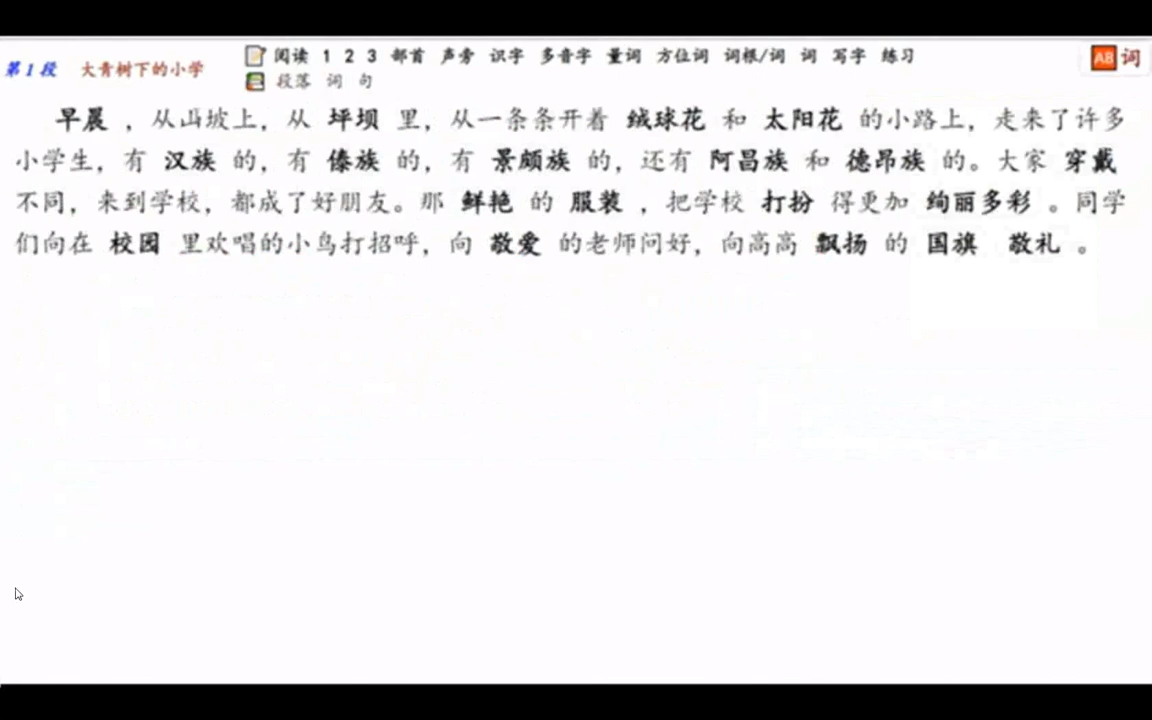 第1段 大青树下的小学 阅读 1 2 3 部首 声旁 识字 多音字 量词 方位词 词根/词 词 写字 练习
段落 词 句
AB 词
早晨 ，从山坡上，从 坪坝 里，从一条条开着 绒球花 和 太阳花 的小路上，走来了许多
小学生，有 汉族 的，有 傣族 的，有 景颇族 的，还有 阿昌族 和 德昂族 的。大家 穿戴
不同，来到学校，都成了好朋友。那 鲜艳 的 服装 ，把学校 打扮 得更加 绚丽多彩 。同学
们向在 校园 里欢唱的小鸟打招呼，向 敬爱 的老师问好，向高高 飘扬 的 国旗 敬礼 。